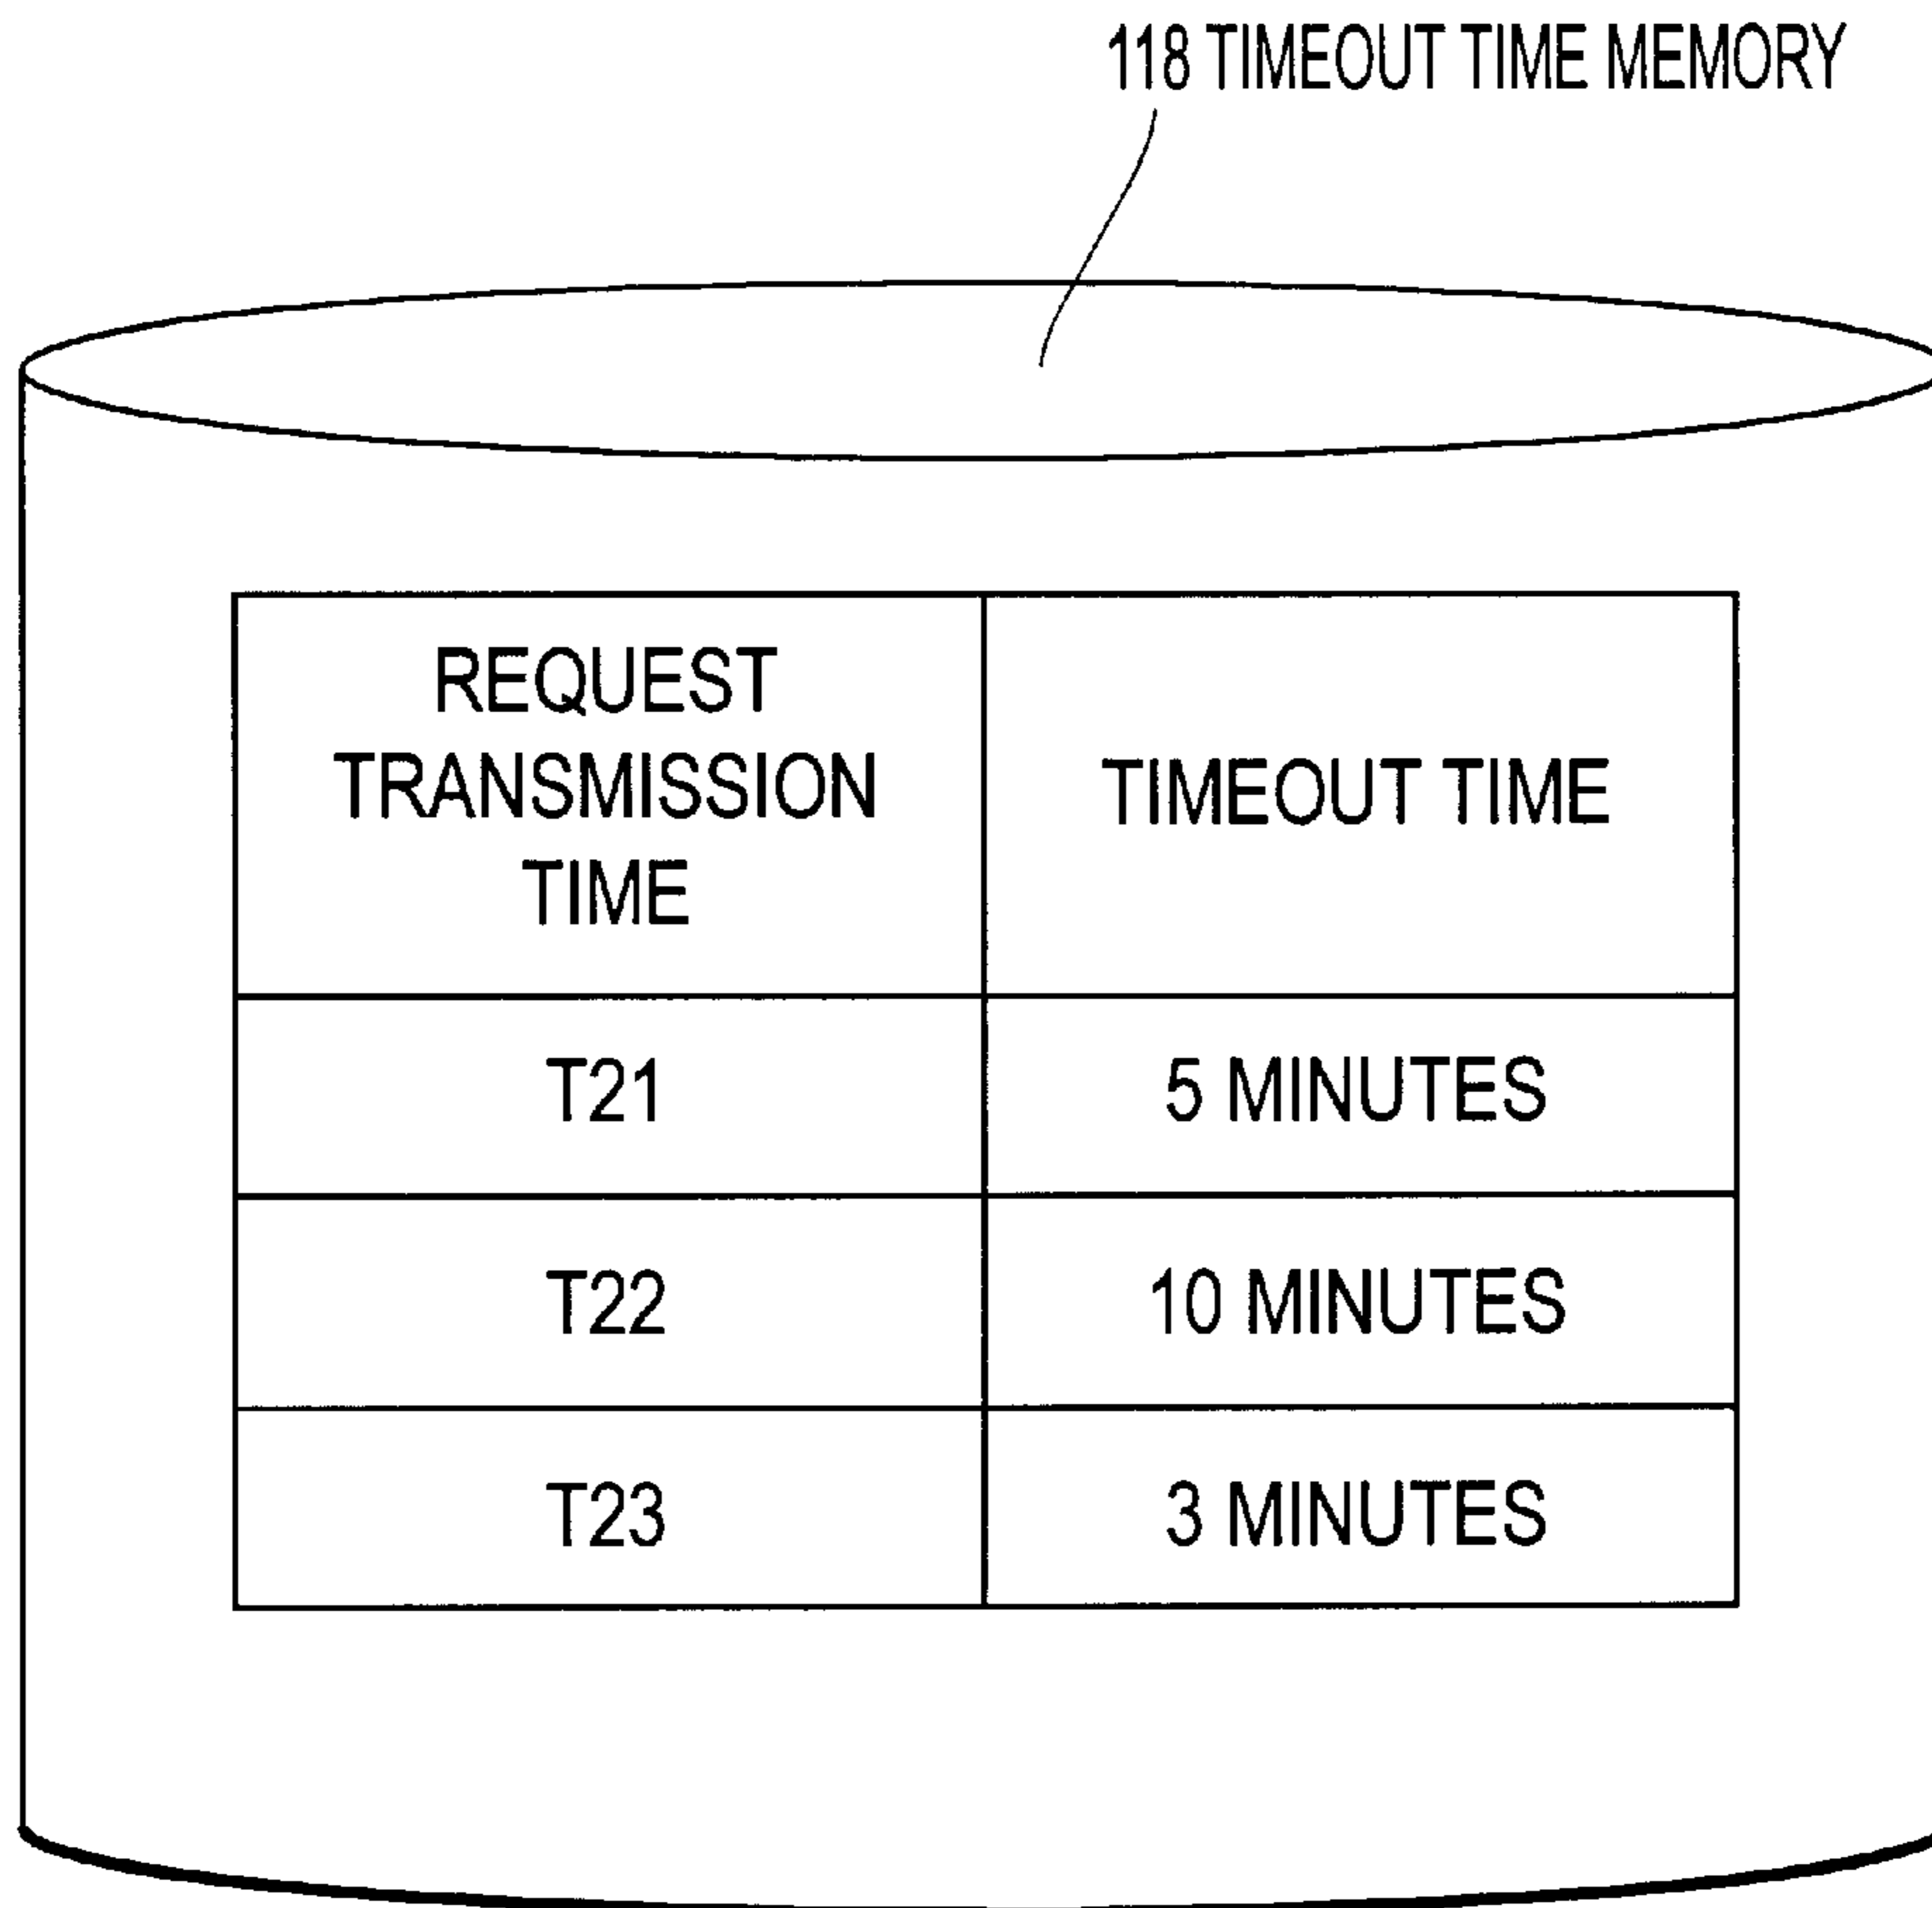 118 TIMEOUT TIME MEMORY
REQUEST
TRANSMISSION
TIME
TIMEOUT TIME
T21
5 MINUTES
T22
10 MINUTES
T23
3 MINUTES